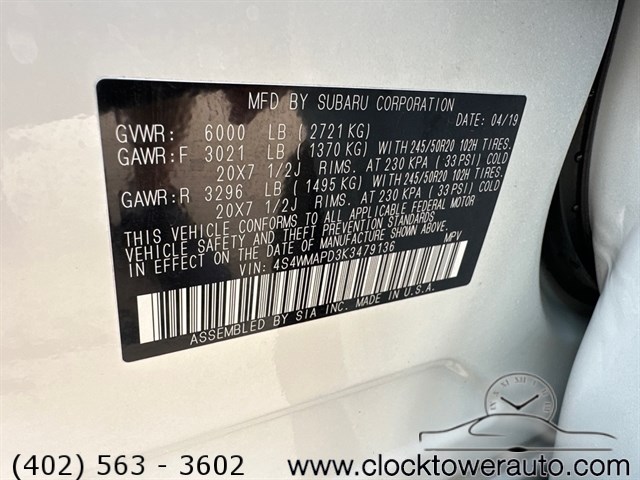 MFD BY SUBARU CORPORATION
DATE: 04/19
GVWR: 6000 LB ( 2721 KG)
GAWR:F 3021 LB ( 1370 KG) WITH 245/50R20 102H TIRES.
20X7 1/2J RIMS. AT 230 KPA ( 33 PSI) COLD
GAWR:R 3296 LB ( 1495 KG) WITH 245/50R20 102H TIRES.
20X7 1/2J RIMS. AT 230 KPA ( 33 PSI) COLD
THIS VEHICLE CONFORMS TO ALL APPLICABLE FEDERAL MOTOR
VEHICLE SAFETY AND THEFT PREVENTION STANDARDS
IN EFFECT ON THE DATE OF MANUFACTURE SHOWN ABOVE.
VIN: 4S4WMAPD3K3479136 MPV
ASSEMBLED BY SIA INC. MADE IN U.S.A.
(402) 563 - 3602 www.clocktowerauto.com